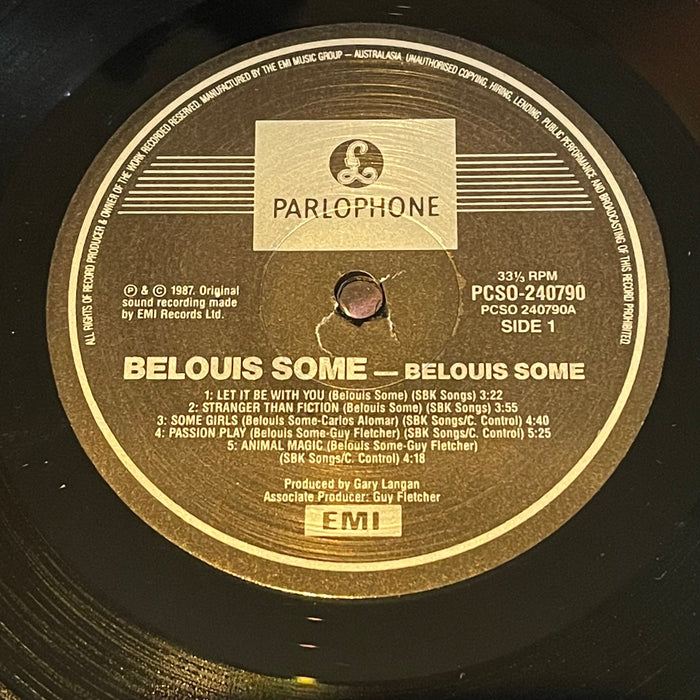 ALL RIGHTS OF RECORD PRODUCER & OWNER OF THE WORK RECORDED RESERVED. MANUFACTURED BY THE EMI MUSIC GROUP — AUSTRALASIA. UNAUTHORISED COPYING, HIRING, LENDING, PUBLIC PERFORMANCE AND BROADCASTING OF THIS RECORD PROHIBITED.
£
PARLOPHONE
℗ & © 1987. Original
sound recording made
by EMI Records Ltd.
33⅓ RPM
PCSO-240790
PCSO 240790A
SIDE 1
BELOUIS SOME — BELOUIS SOME
1: LET IT BE WITH YOU (Belouis Some) (SBK Songs) 3:22
2: STRANGER THAN FICTION (Belouis Some) (SBK Songs) 3:55
3: SOME GIRLS (Belouis Some-Carlos Alomar) (SBK Songs/C. Control) 4:40
4: PASSION PLAY (Belouis Some-Guy Fletcher) (SBK Songs/C. Control) 5:25
5: ANIMAL MAGIC (Belouis Some-Guy Fletcher)
(SBK Songs/C. Control) 4:18
Produced by Gary Langan
Associate Producer: Guy Fletcher
EMI